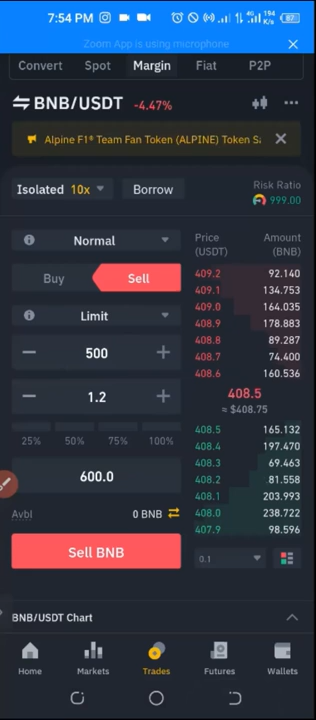 7:54 PM
4G
194
K/s
82
Zoom App is using microphone
Convert Spot Margin Fiat P2P
BNB/USDT -4.47%
Alpine F1® Team Fan Token (ALPINE) Token Sa
Isolated 10x Borrow
Risk Ratio
999.00
Normal
Price
(USDT)
Amount
(BNB)
Buy Sell
Limit
500
1.2
25% 50% 75% 100%
600.0
Avbl 0 BNB
Sell BNB
409.2 92.140
409.1 134.753
409.0 164.035
408.9 178.883
408.8 89.287
408.7 74.400
408.6 160.536
408.5
≈ $408.75
408.5 165.132
408.4 197.470
408.3 69.463
408.2 81.558
408.1 203.993
408.0 238.722
407.9 98.596
0.1
BNB/USDT Chart
Home Markets Trades Futures Wallets